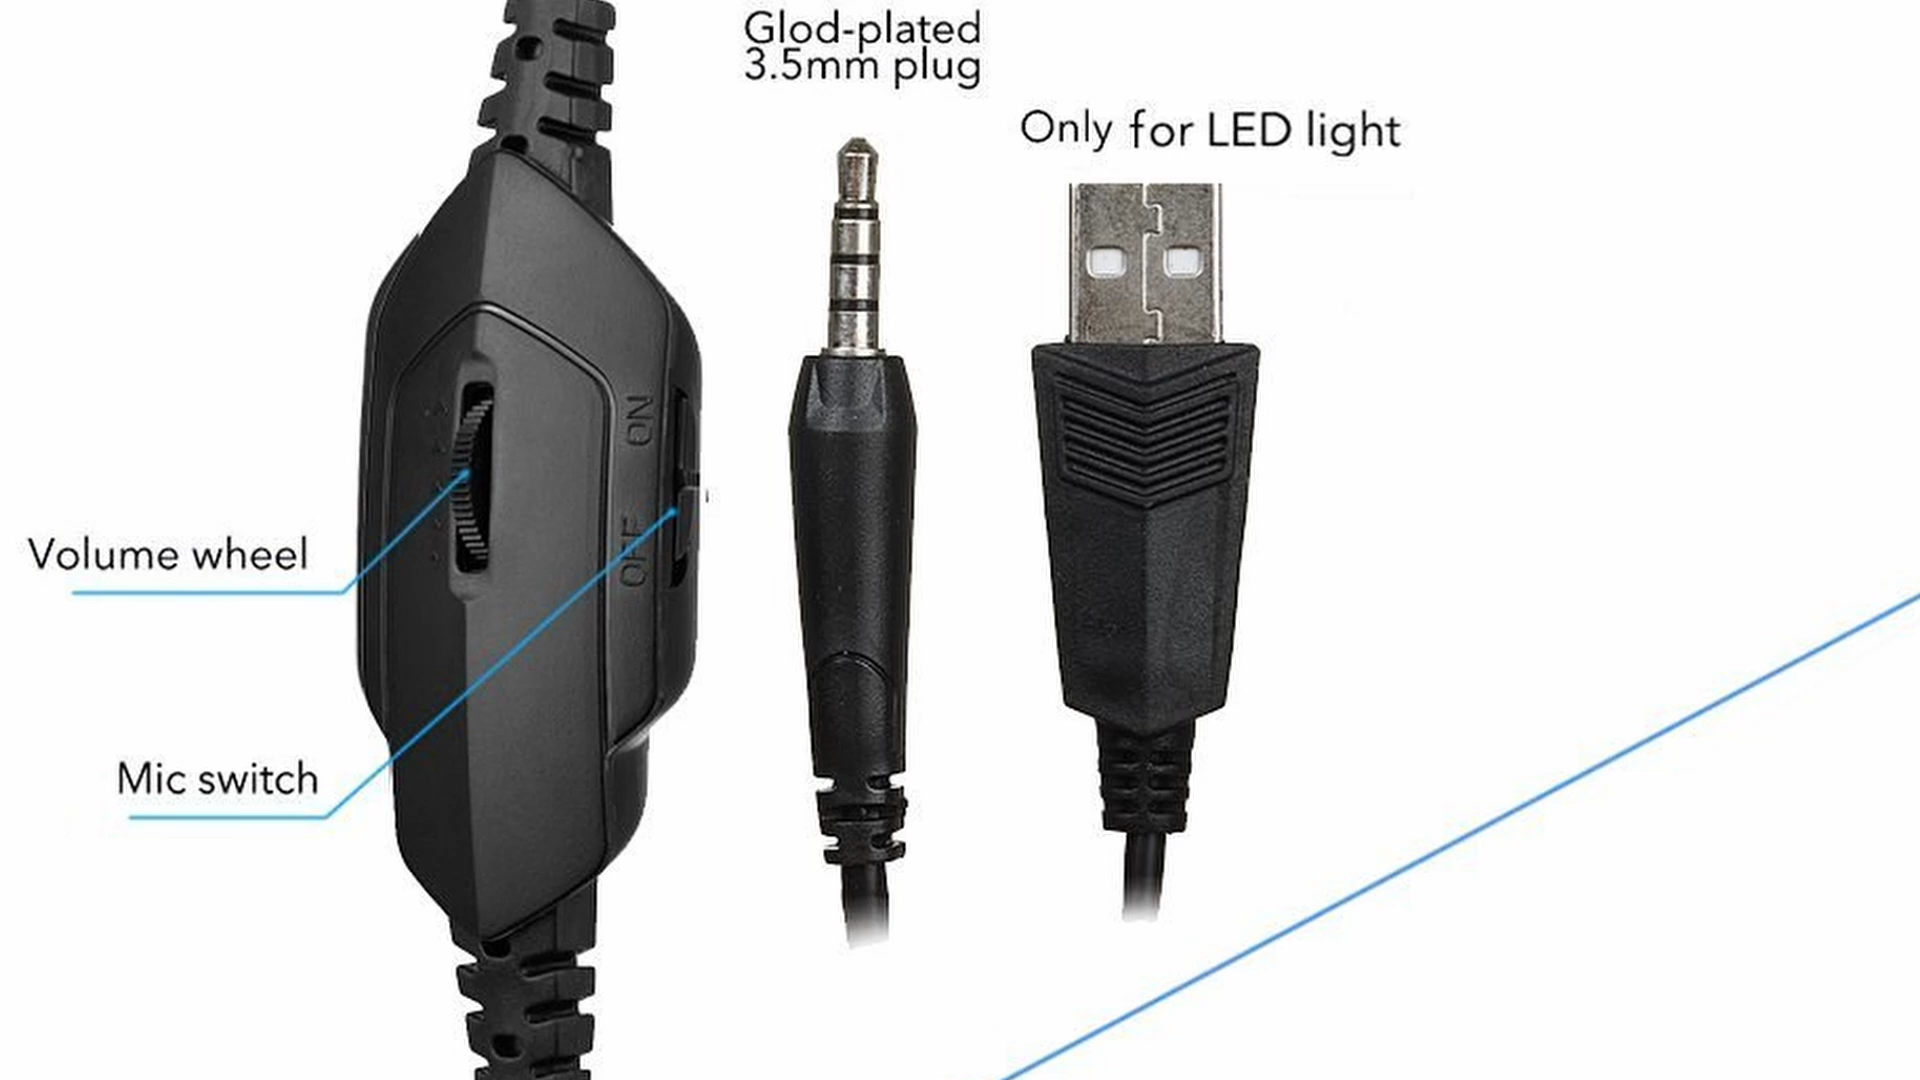 Glod-plated
3.5mm plug
Only for LED light
ON
OFF
Volume wheel
Mic switch